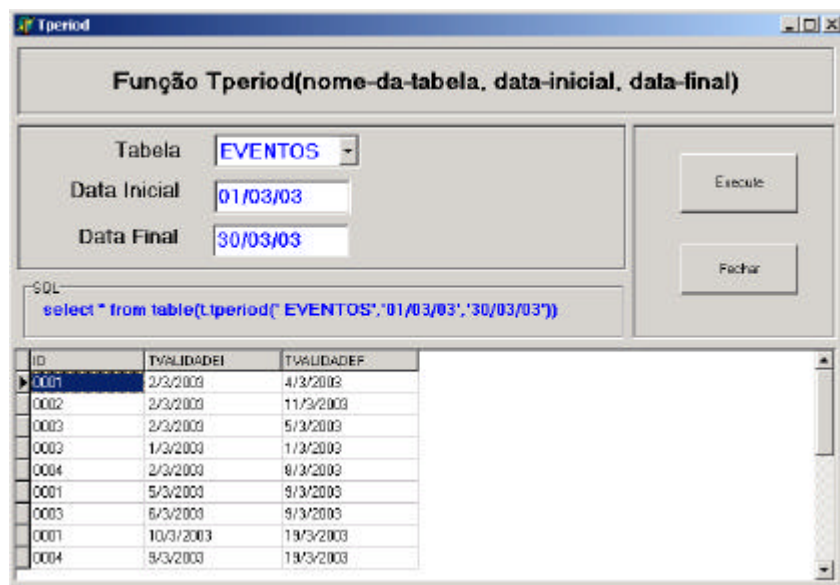 Tperiod
Função Tperiod(nome-da-tabela, data-inicial, data-final)
Tabela EVENTOS
Data Inicial 01/03/03
Data Final 30/03/03
Execute
Fechar
SQL
select * from table(t.tperiod('' EVENTOS'','01/03/03','30/03/03'))
ID TVALIDADEI TVALIDADEF
0001 2/3/2003 4/3/2003
0002 2/3/2003 11/3/2003
0003 2/3/2003 5/3/2003
0003 1/3/2003 1/3/2003
0004 2/3/2003 8/3/2003
0001 5/3/2003 9/3/2003
0003 6/3/2003 9/3/2003
0001 10/3/2003 19/3/2003
0004 9/3/2003 19/3/2003